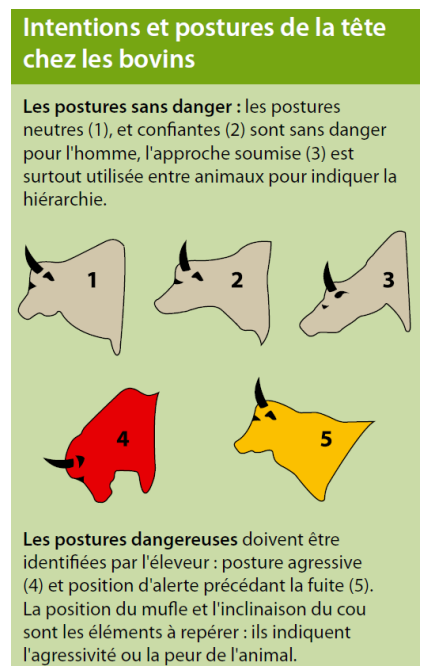 Intentions et postures de la tête
chez les bovins
Les postures sans danger : les postures
neutres (1), et confiantes (2) sont sans danger
pour l'homme, l'approche soumise (3) est
surtout utilisée entre animaux pour indiquer la
hiérarchie.
1 2 3
4 5
Les postures dangereuses doivent être
identifiées par l'éleveur : posture agressive
(4) et position d'alerte précédant la fuite (5).
La position du mufle et l'inclinaison du cou
sont les éléments à repérer : ils indiquent
l'agressivité ou la peur de l'animal.